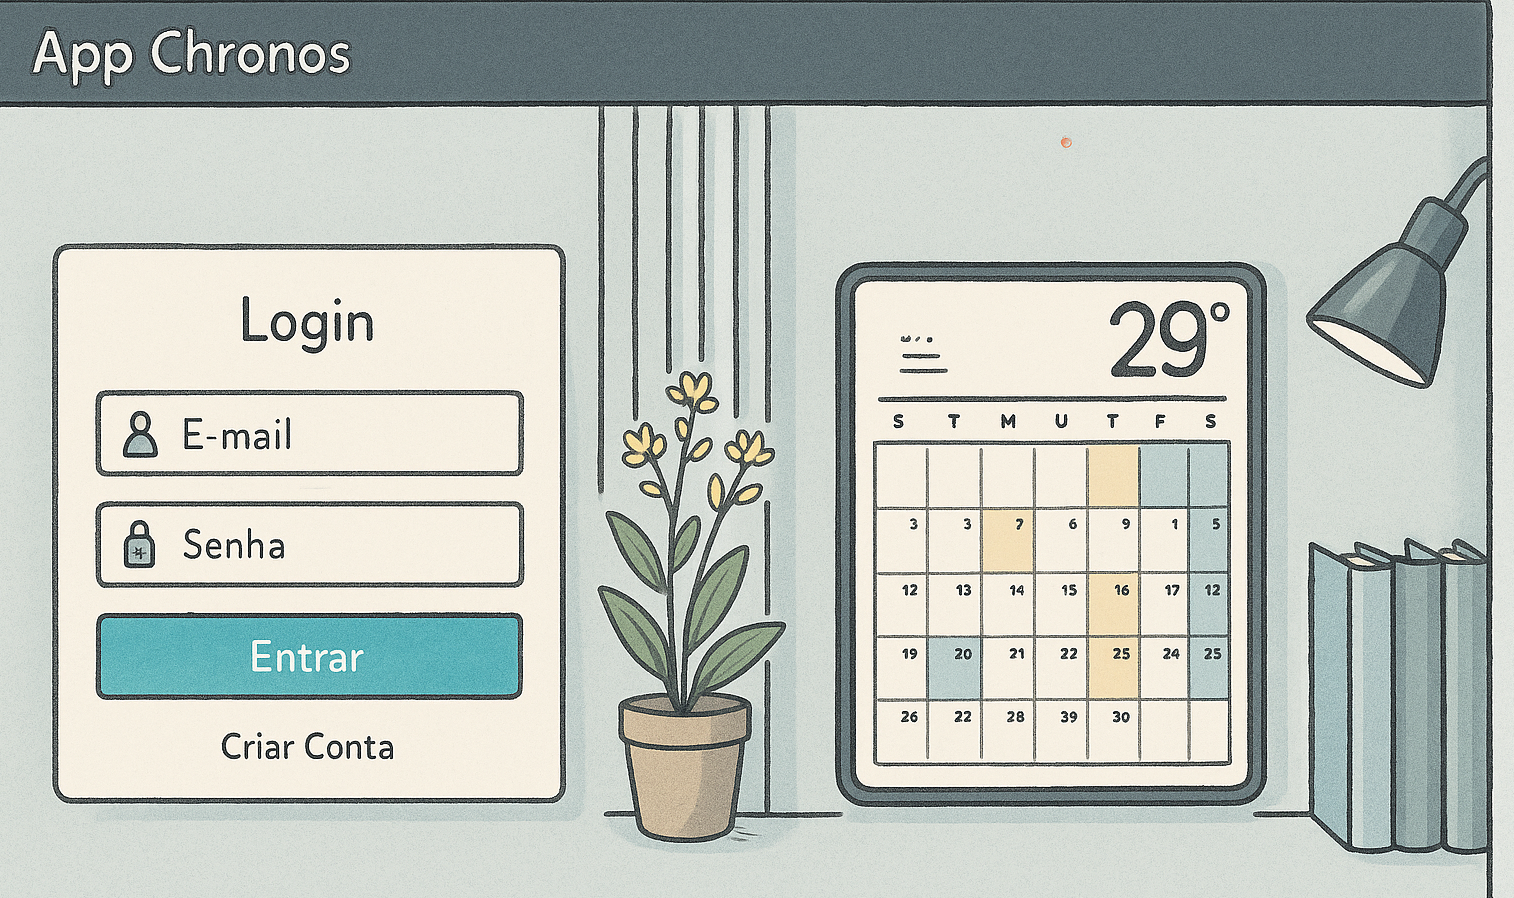 App Chronos
Login
E-mail
Senha
Entrar
Criar Conta
29°
S T M U T F S
3 3 7 6 9 1 5
12 13 14 15 16 17 12
19 20 21 22 25 24 25
26 22 28 39 30